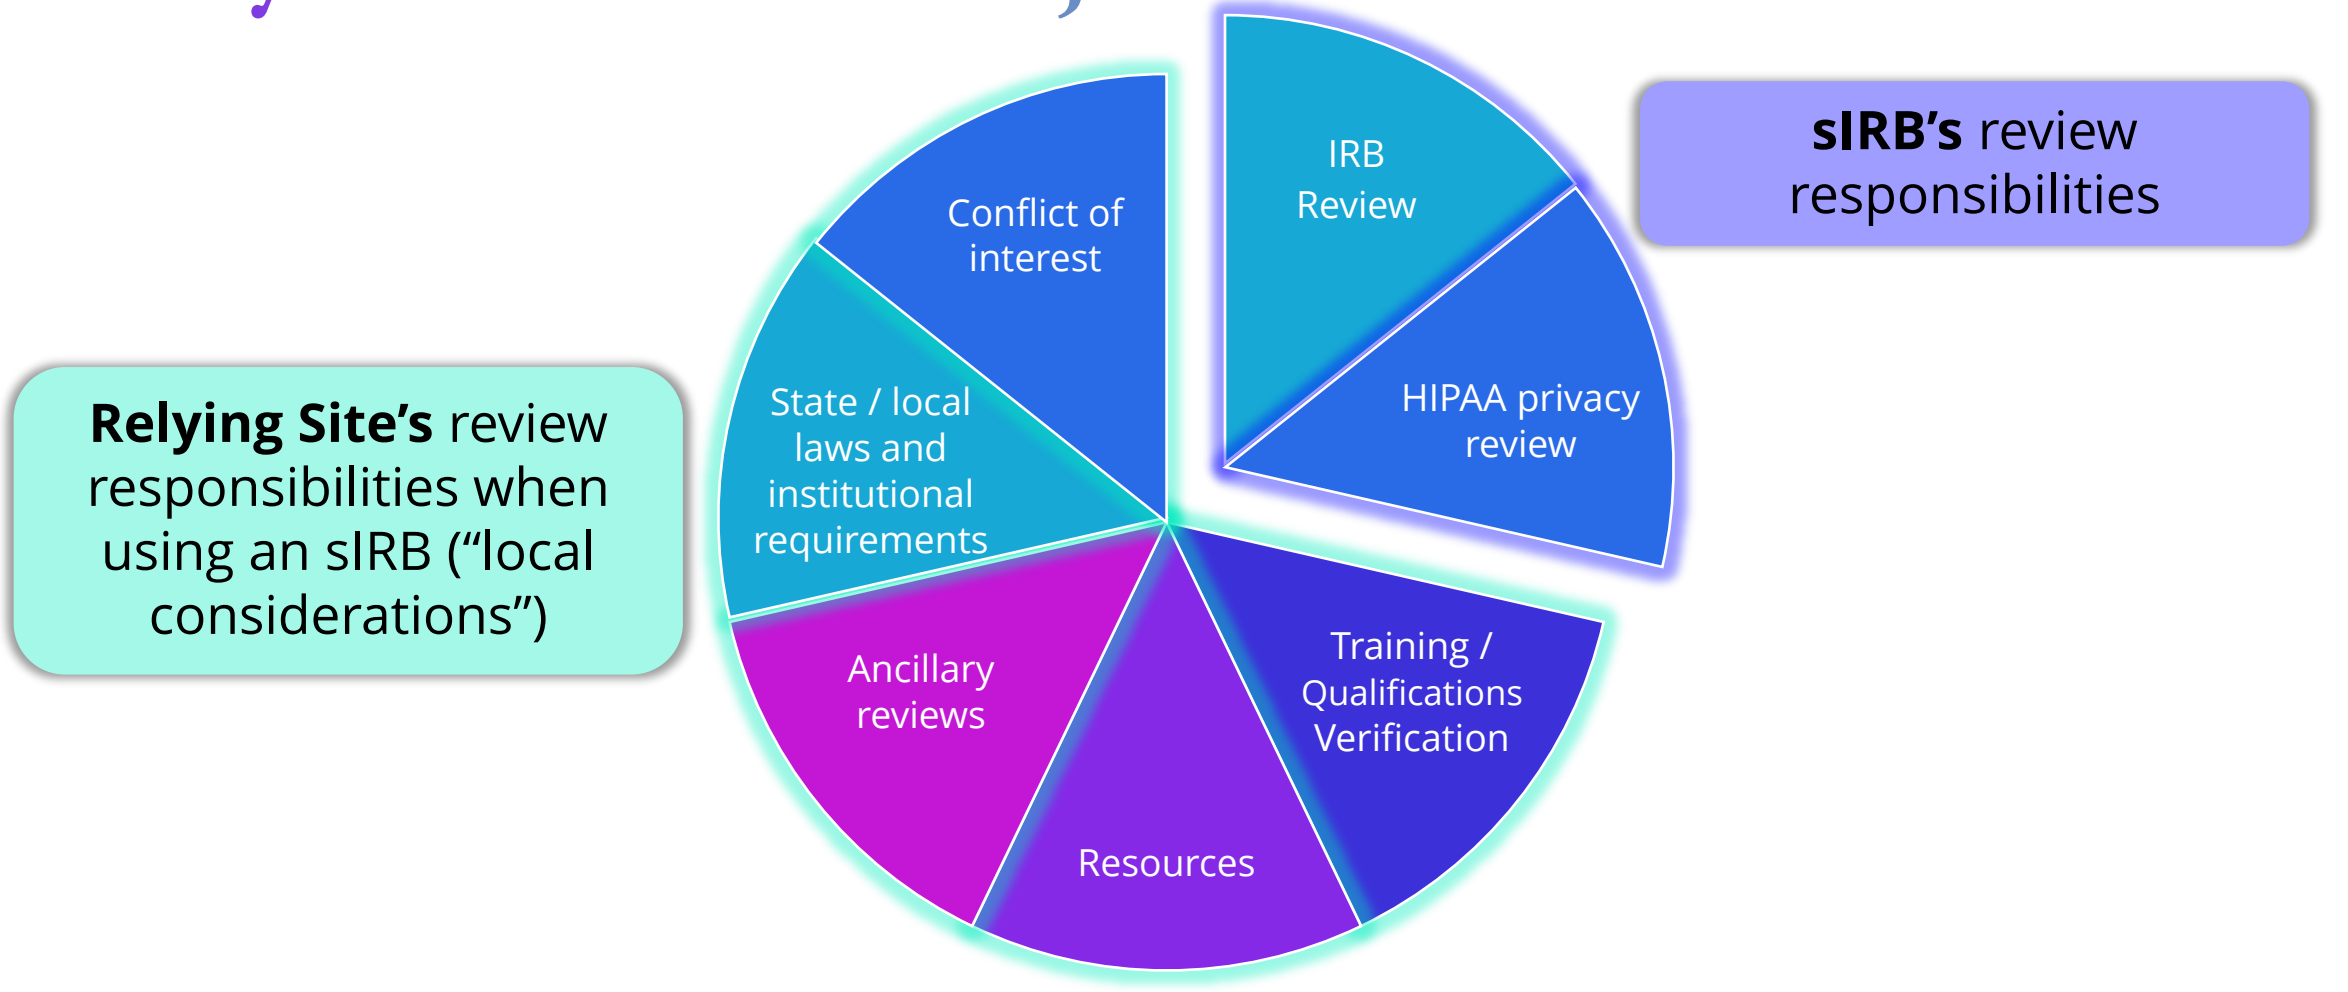 IRB
Review
sIRB’s review
responsibilities
Conflict of
interest
HIPAA privacy
review
State / local
laws and
institutional
requirements
Relying Site’s review
responsibilities when
using an sIRB (“local
considerations”)
Training /
Qualifications
Verification
Ancillary
reviews
Resources